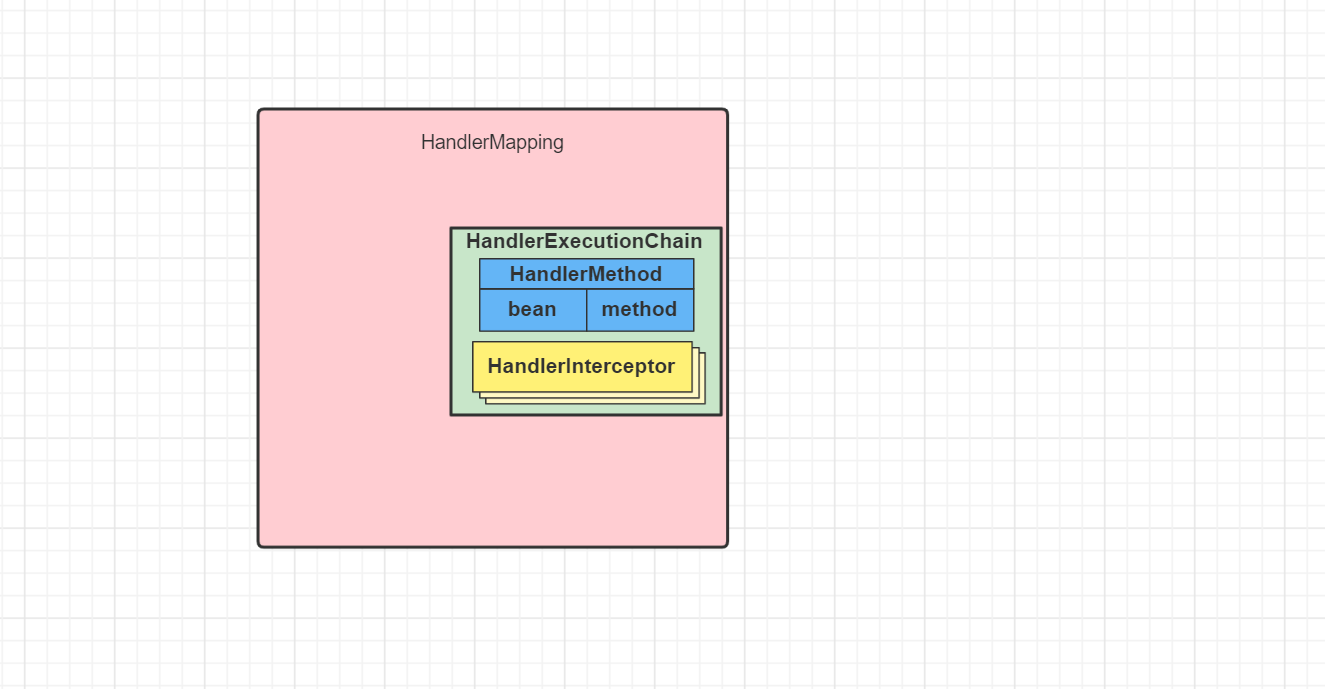 HandlerMapping
HandlerExecutionChain
HandlerMethod
bean method
HandlerInterceptor